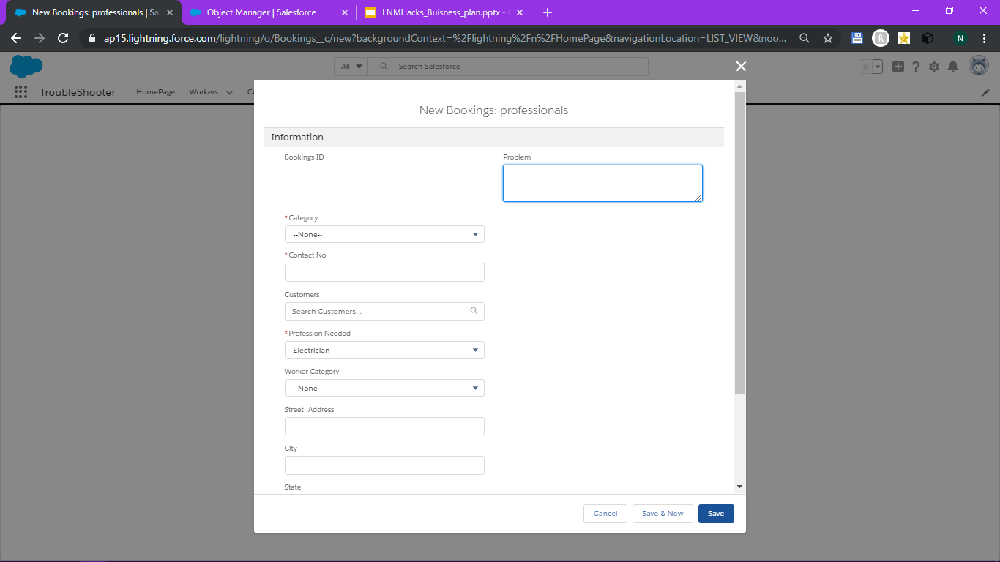 New Bookings: professionals | Sa
Object Manager | Salesforce
LNMHacks_Buisness_plan.pptx -
ap15.lightning.force.com/lightning/o/Bookings__c/new?backgroundContext=%2Flightning%2Fn%2FHomePage&navigationLocation=LIST_VIEW&noo...
N
All
Search Salesforce
TroubleShooter
HomePage
Workers
New Bookings: professionals
Information
Bookings ID
Problem
*Category
--None--
*Contact No
Customers
Search Customers...
*Profession Needed
Electrician
Worker Category
--None--
Street_Address
City
State
Cancel
Save & New
Save